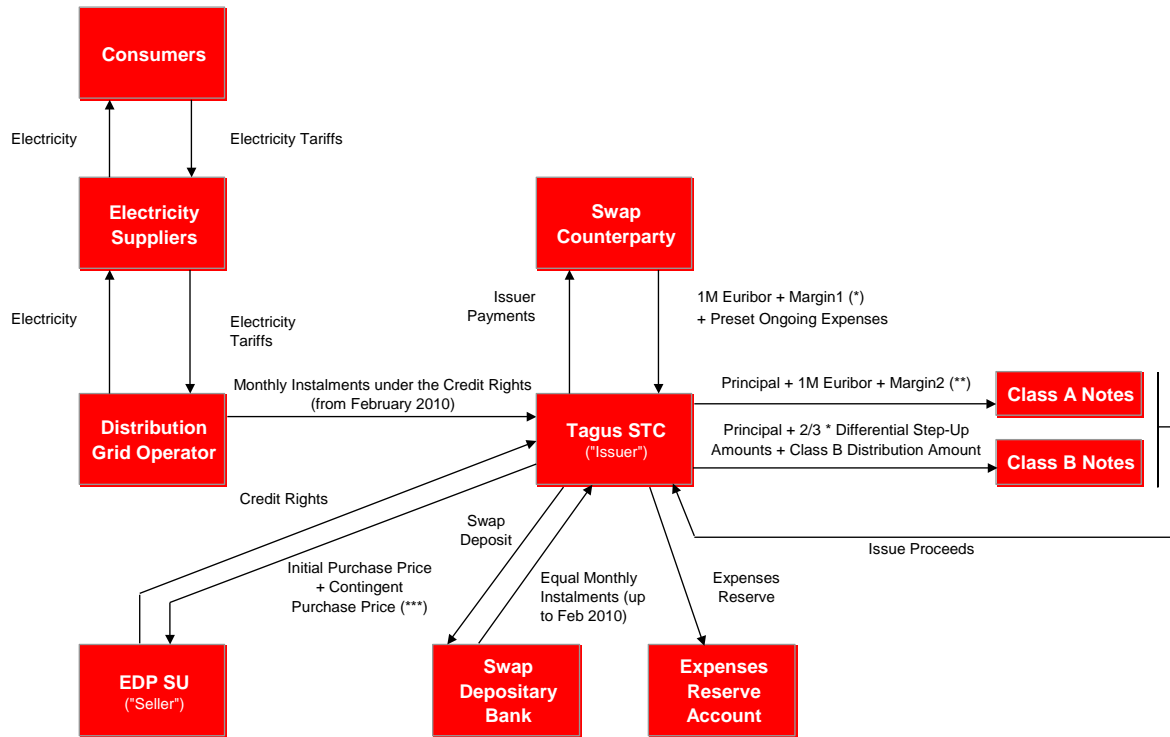 Consumers
Electricity
Electricity Tariffs
Electricity
Suppliers
Swap
Counterparty
Electricity
Electricity
Tariffs
Issuer
Payments
1M Euribor + Margin1 (*)
+ Preset Ongoing Expenses
Monthly Instalments under the Credit Rights
(from February 2010)
Principal + 1M Euribor + Margin2 (**)
Class A Notes
Distribution
Grid Operator
Tagus STC
("Issuer")
Principal + 2/3 * Differential Step-Up
Amounts + Class B Distribution Amount
Class B Notes
Credit Rights
Swap
Deposit
Issue Proceeds
Initial Purchase Price
+ Contingent
Purchase Price (***)
Equal Monthly
Instalments (up
to Feb 2010)
Expenses
Reserve
EDP SU
("Seller")
Swap
Depositary
Bank
Expenses
Reserve
Account